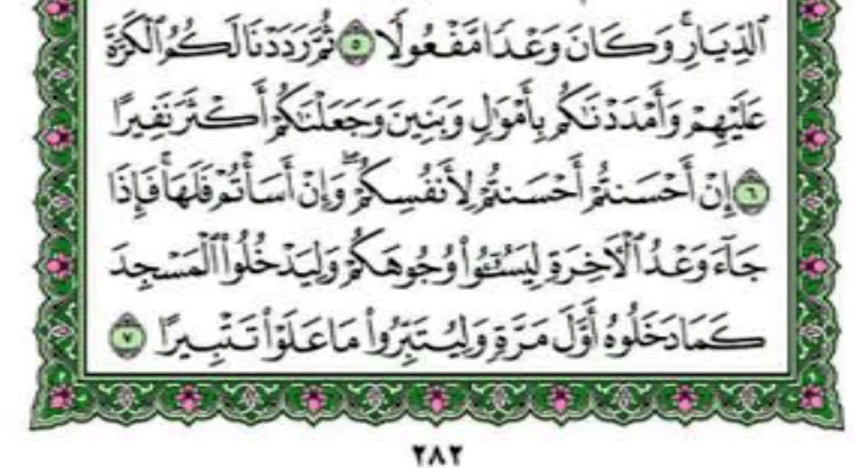 ٱلدِّيَارِۚ وَكَانَ وَعۡدٗا مَّفۡعُولٗا ٥ ثُمَّ رَدَدۡنَا لَكُمُ ٱلۡكَرَّةَ
عَلَيۡهِمۡ وَأَمۡدَدۡنَٰكُم بِأَمۡوَٰلٖ وَبَنِينَ وَجَعَلۡنَٰكُمۡ أَكۡثَرَ نَفِيرًا
٦ إِنۡ أَحۡسَنتُمۡ أَحۡسَنتُمۡ لِأَنفُسِكُمۡۖ وَإِنۡ أَسَأۡتُمۡ فَلَهَاۚ فَإِذَا
جَآءَ وَعۡدُ ٱلۡأٓخِرَةِ لِيَسُـُٔواْ وُجُوهَكُمۡ وَلِيَدۡخُلُواْ ٱلۡمَسۡجِدَ
كَمَا دَخَلُوهُ أَوَّلَ مَرَّةٖ وَلِيُتَبِّرُواْ مَا عَلَوۡاْ تَتۡبِيرًا ٧
٢٨٢